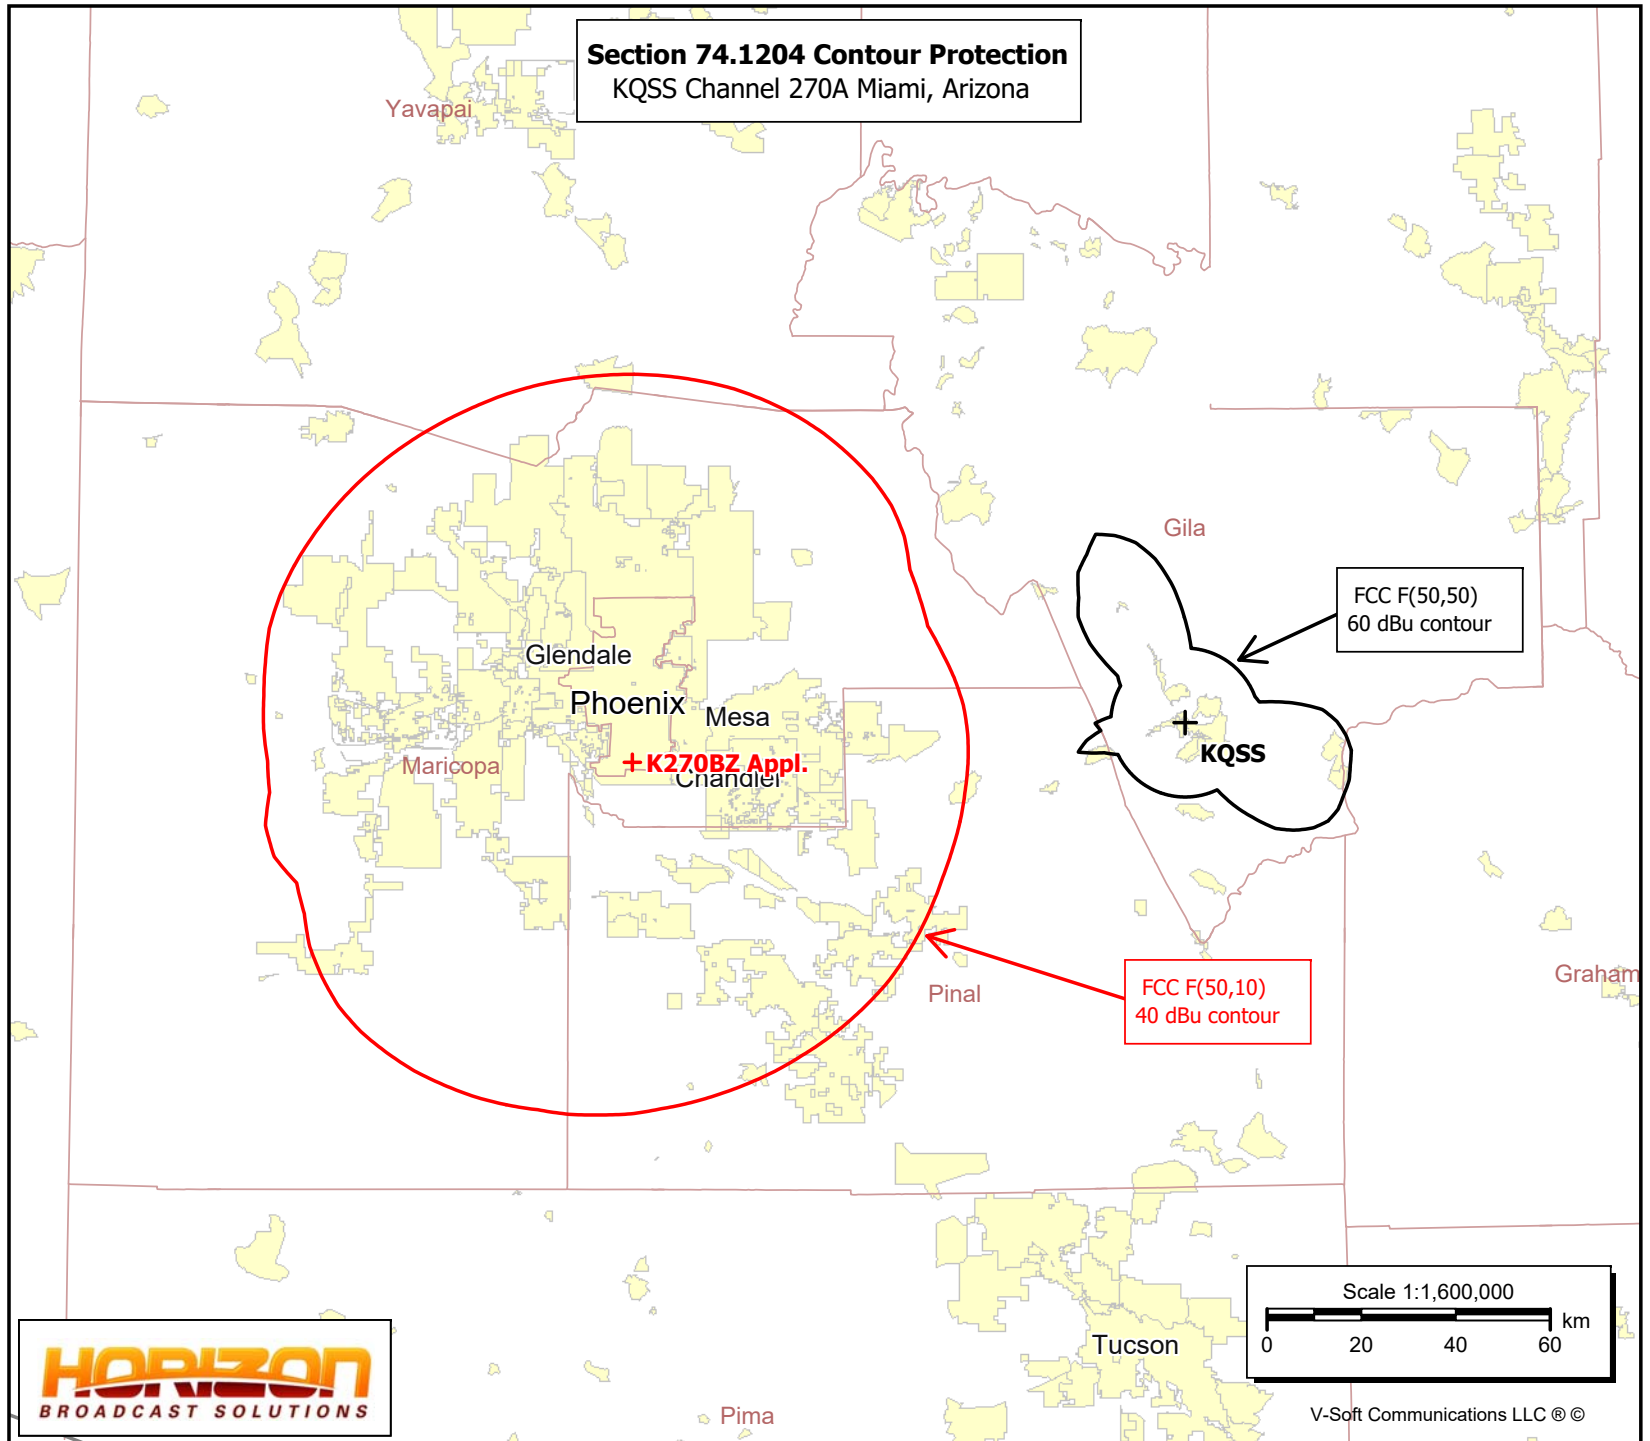 Section 74.1204 Contour Protection
KQSS Channel 270A Miami, Arizona
Yavapai
Gila
FCC F(50,50)
60 dBu contour
Glendale
Phoenix
Mesa
KQSS
Maricopa
K270BZ Appl.
Chandler
Graham
Pinal
FCC F(50,10)
40 dBu contour
Scale 1:1,600,000
km
0 20 40 60
Tucson
HORIZON
BROADCAST SOLUTIONS
Pima
V-Soft Communications LLC ® ©